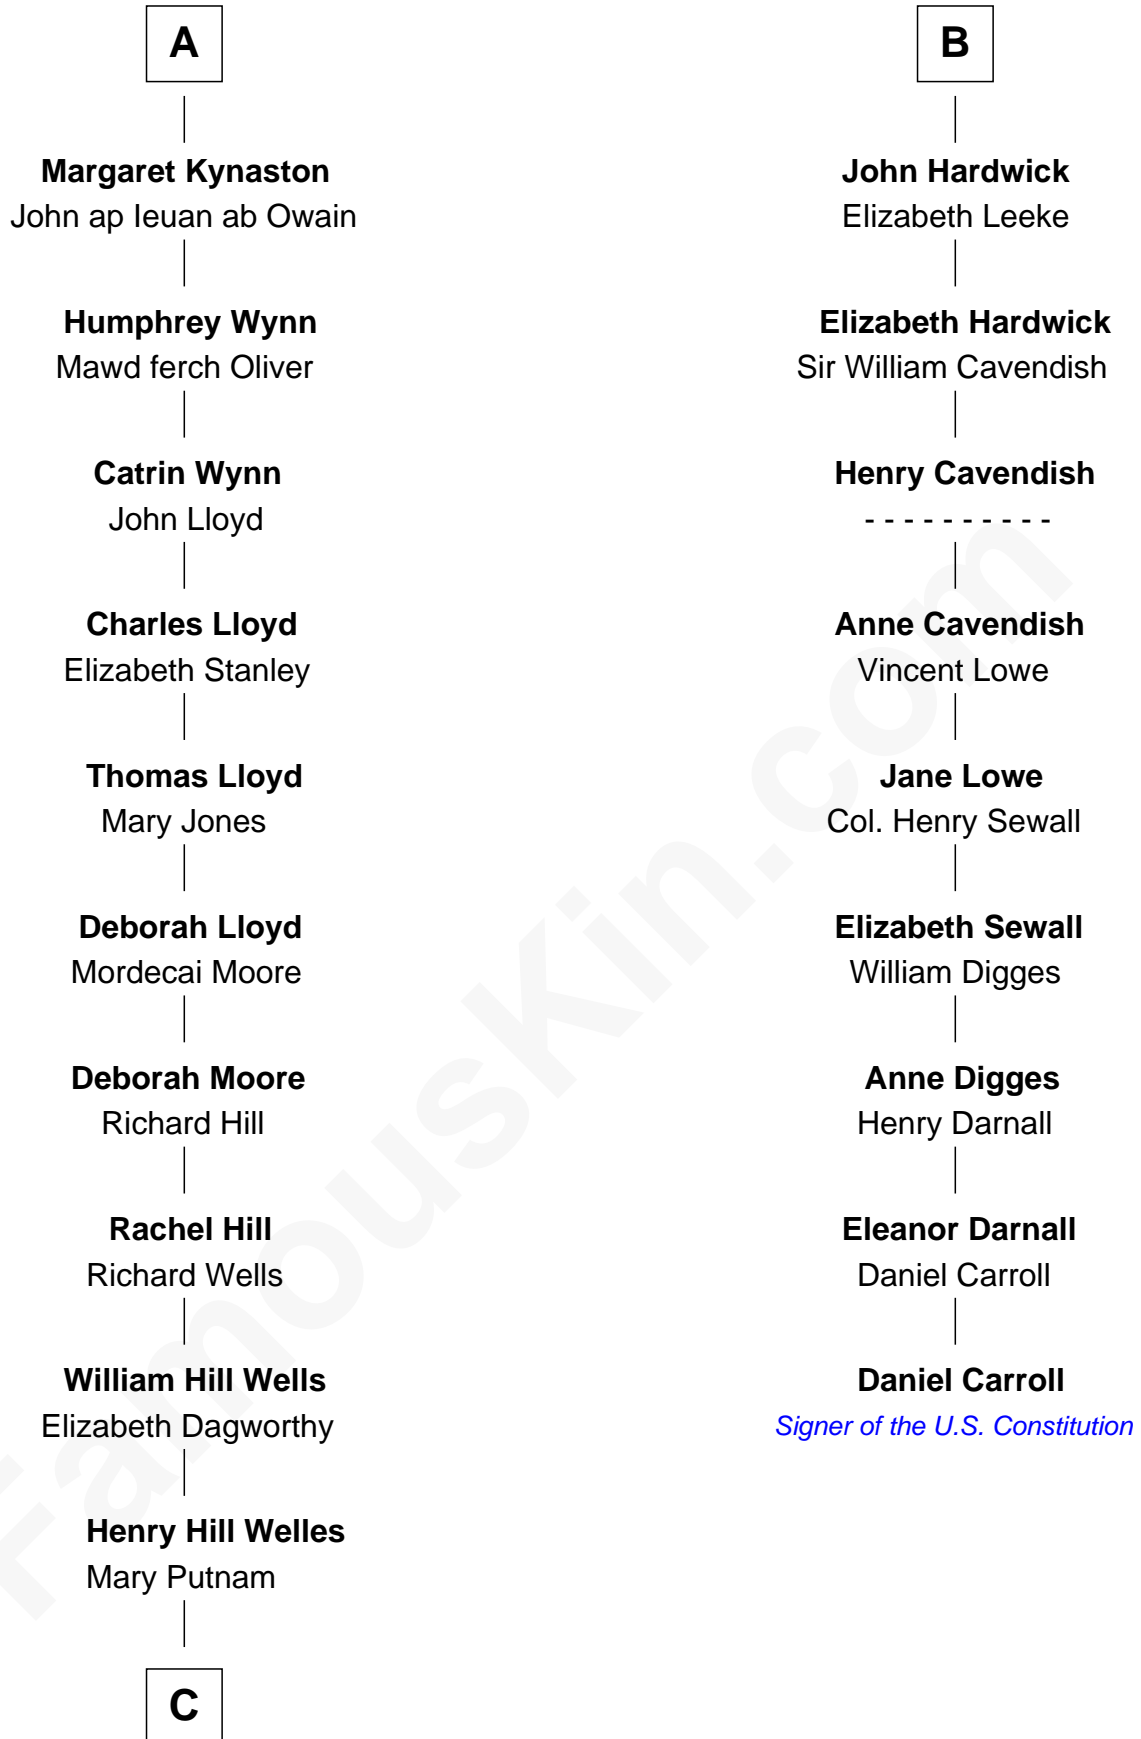 A
Margaret Kynaston
John ap Ieuan ab Owain
Humphrey Wynn
Mawd ferch Oliver
Catrin Wynn
John Lloyd
Charles Lloyd
Elizabeth Stanley
Thomas Lloyd
Mary Jones
Deborah Lloyd
Mordecai Moore
Deborah Moore
Richard Hill
Rachel Hill
Richard Wells
William Hill Wells
Elizabeth Dagworthy
Henry Hill Welles
Mary Putnam
C
B
John Hardwick
Elizabeth Leeke
Elizabeth Hardwick
Sir William Cavendish
Henry Cavendish
- - - - - - - - - -
Anne Cavendish
Vincent Lowe
Jane Lowe
Col. Henry Sewall
Elizabeth Sewall
William Digges
Anne Digges
Henry Darnall
Eleanor Darnall
Daniel Carroll
Daniel Carroll
Signer of the U.S. Constitution
FamousKin.com